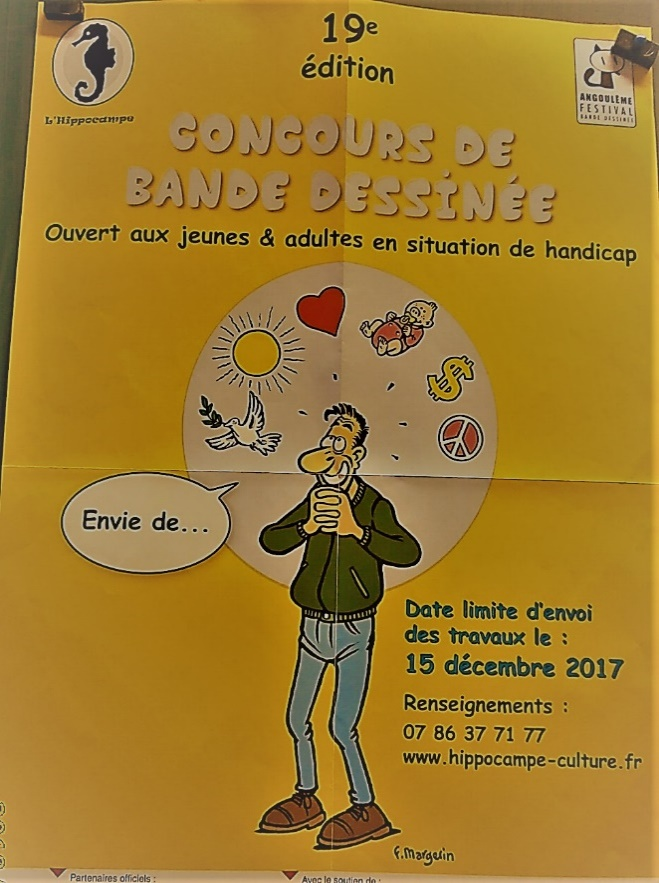 19e
édition
L'Hippocampe
ANGOULÊME
FESTIVAL
BANDE DESSINÉE
CONCOURS DE
BANDE DESSINÉE
Ouvert aux jeunes & adultes en situation de handicap
Envie de...
Date limite d'envoi
des travaux le :
15 décembre 2017
Renseignements :
07 86 37 71 77
www.hippocampe-culture.fr
F. Margerin
Partenaires officiels :
Avec le soutien de :